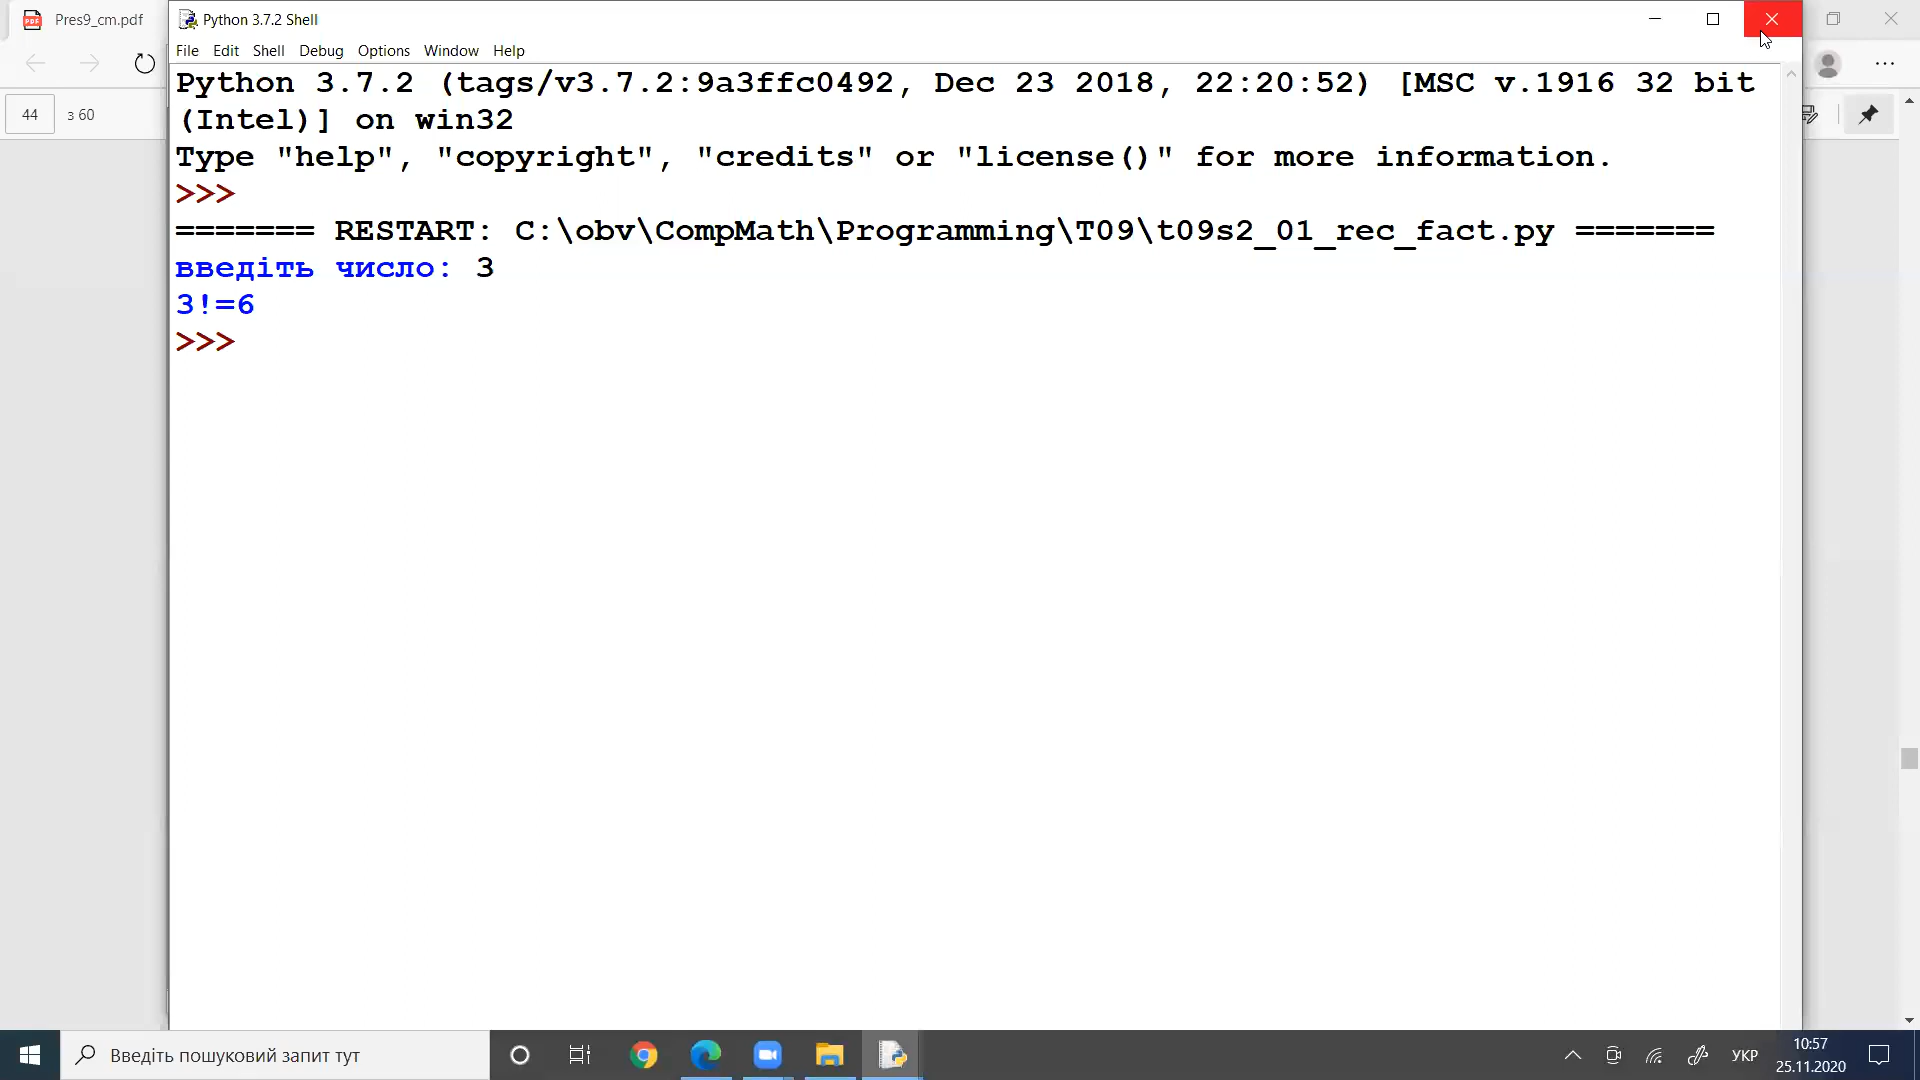 Pres9_cm.pdf
Python 3.7.2 Shell
File Edit Shell Debug Options Window Help
44 з 60
Python 3.7.2 (tags/v3.7.2:9a3ffc0492, Dec 23 2018, 22:20:52) [MSC v.1916 32 bit
(Intel)] on win32
Type "help", "copyright", "credits" or "license()" for more information.
>>>
======= RESTART: C:\obv\CompMath\Programming\T09\t09s2_01_rec_fact.py =======
введіть число: 3
3!=6
>>>
Введіть пошуковий запит тут
УКР
10:57
25.11.2020